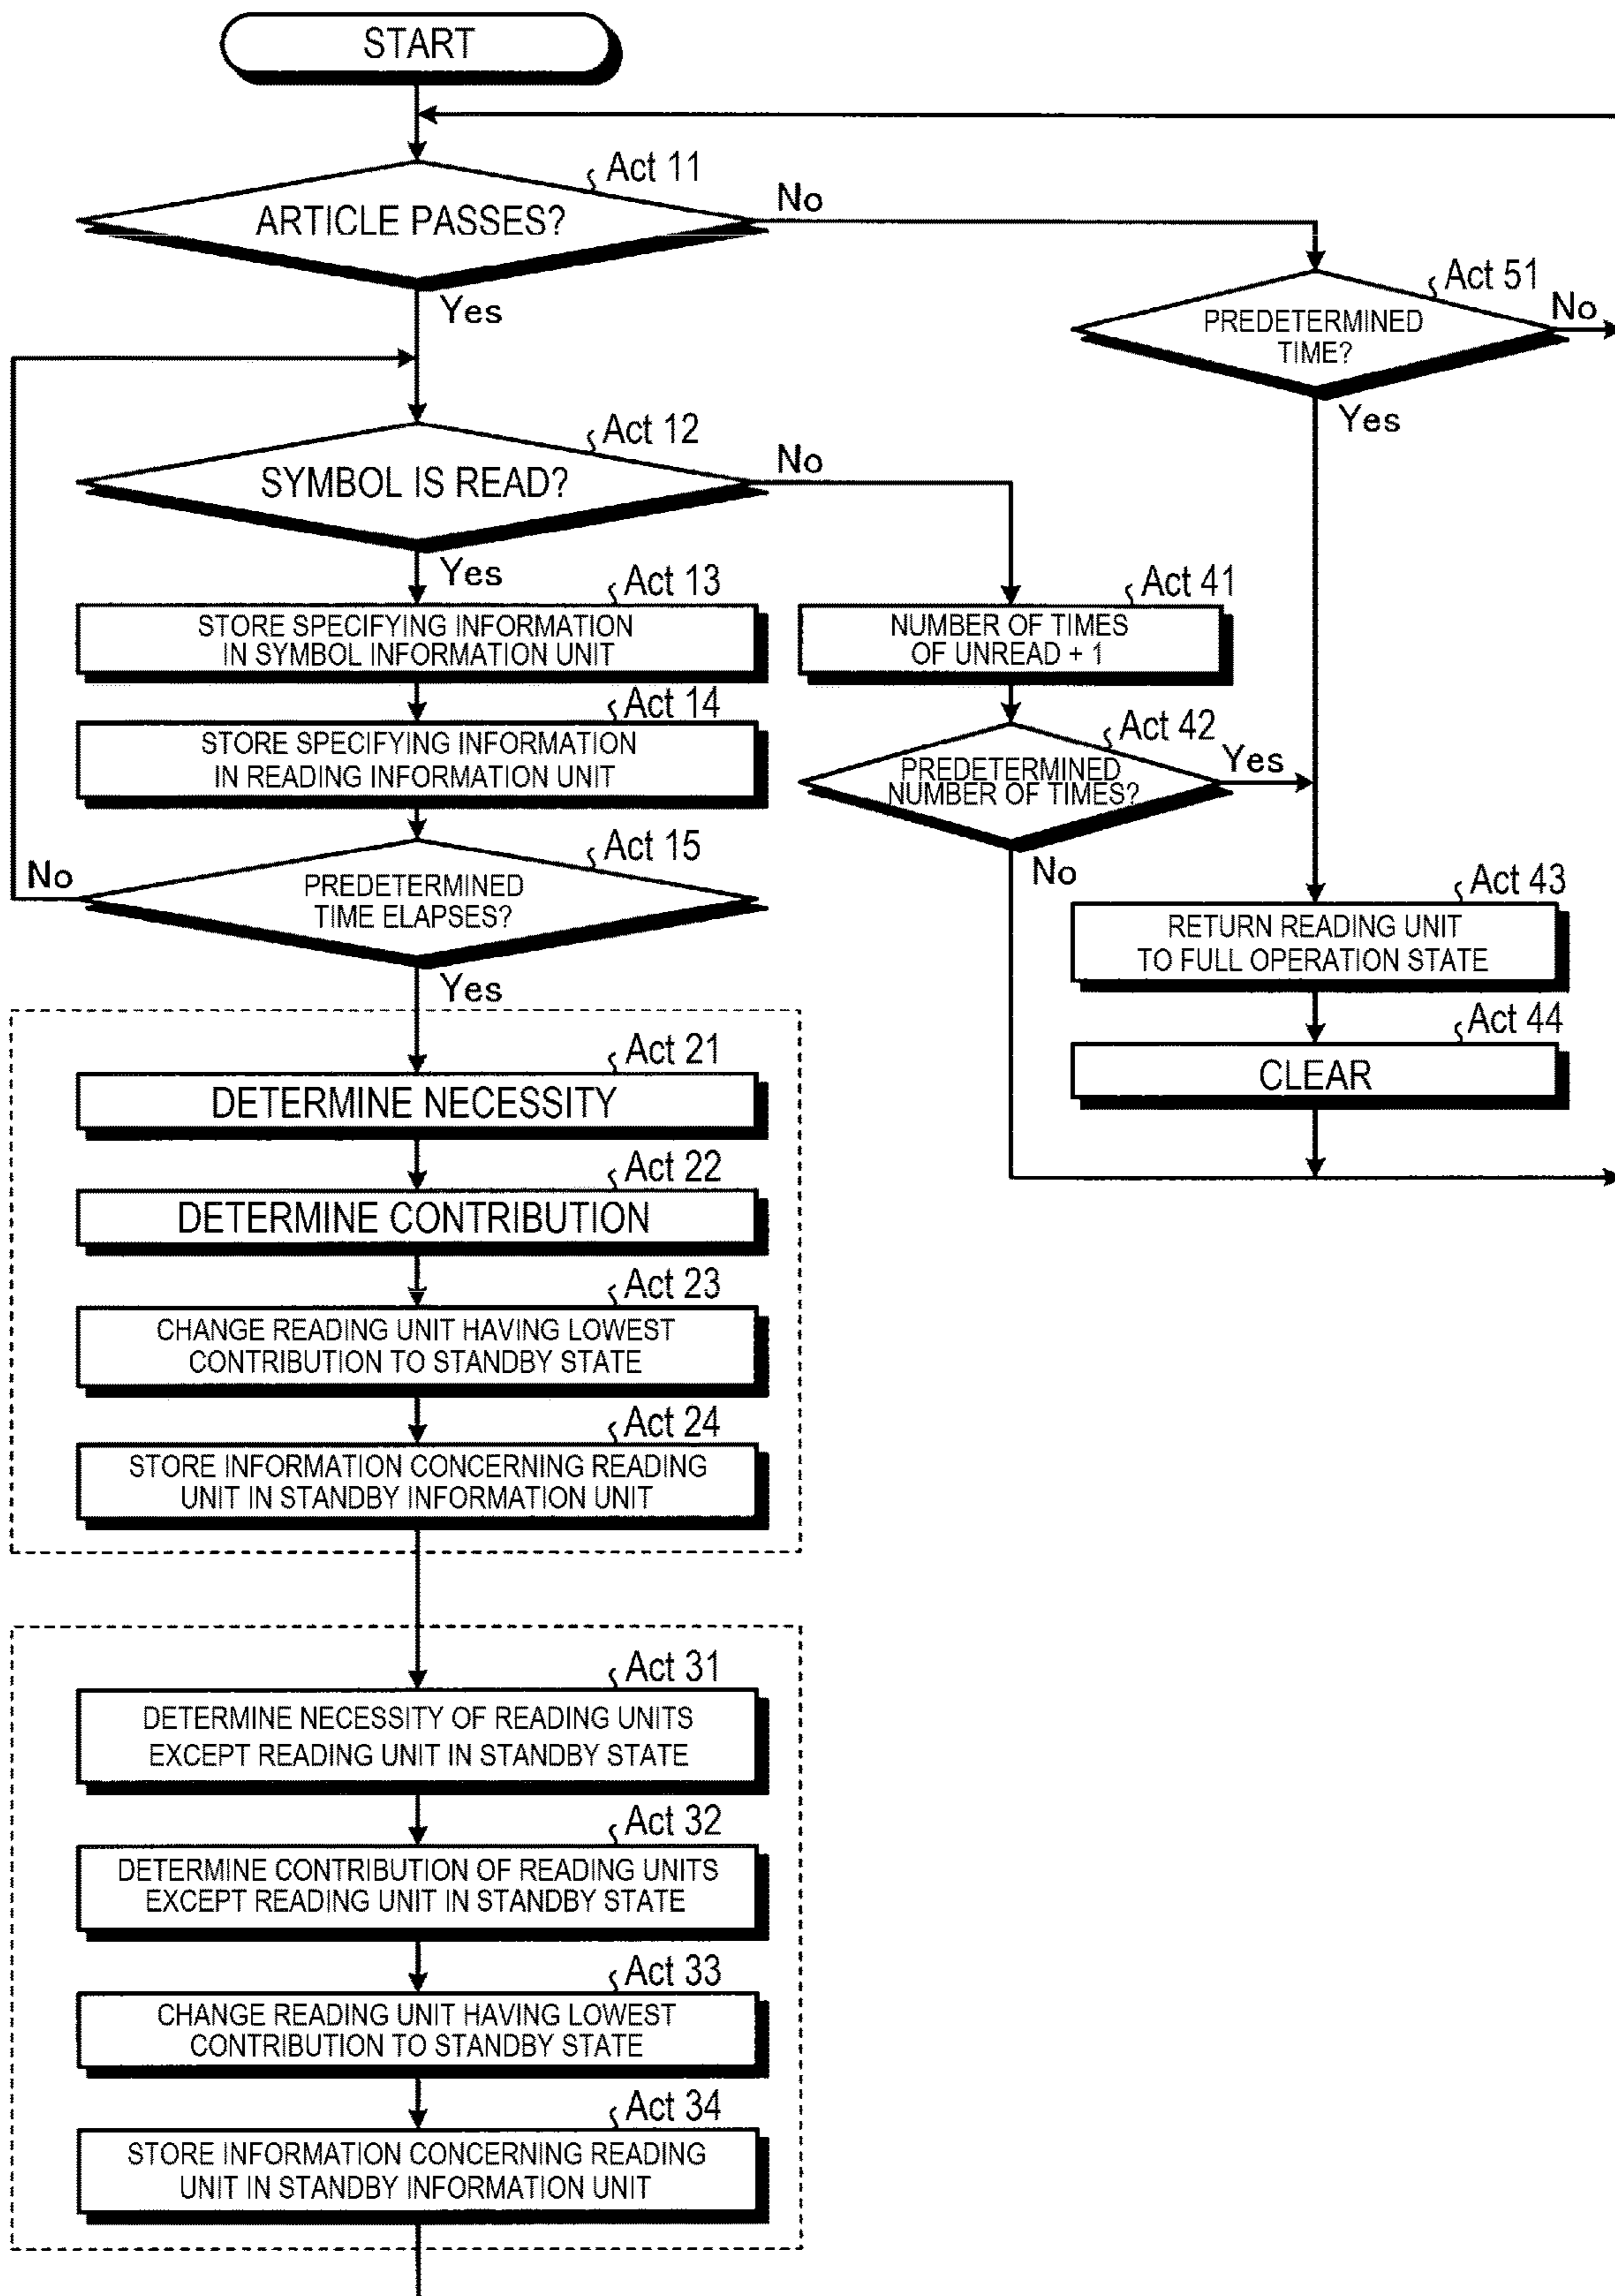 START
Act 11
ARTICLE PASSES?
No
Yes
Act 51
PREDETERMINED
TIME?
No
Yes
Act 12
SYMBOL IS READ?
No
Yes
Act 13
STORE SPECIFYING INFORMATION
IN SYMBOL INFORMATION UNIT
Act 14
STORE SPECIFYING INFORMATION
IN READING INFORMATION UNIT
Act 15
PREDETERMINED
TIME ELAPSES?
No
Yes
Act 41
NUMBER OF TIMES
OF UNREAD + 1
Act 42
PREDETERMINED
NUMBER OF TIMES?
Yes
No
Act 43
RETURN READING UNIT
TO FULL OPERATION STATE
Act 44
CLEAR
Act 21
DETERMINE NECESSITY
Act 22
DETERMINE CONTRIBUTION
Act 23
CHANGE READING UNIT HAVING LOWEST
CONTRIBUTION TO STANDBY STATE
Act 24
STORE INFORMATION CONCERNING READING
UNIT IN STANDBY INFORMATION UNIT
Act 31
DETERMINE NECESSITY OF READING UNITS
EXCEPT READING UNIT IN STANDBY STATE
Act 32
DETERMINE CONTRIBUTION OF READING UNITS
EXCEPT READING UNIT IN STANDBY STATE
Act 33
CHANGE READING UNIT HAVING LOWEST
CONTRIBUTION TO STANDBY STATE
Act 34
STORE INFORMATION CONCERNING READING
UNIT IN STANDBY INFORMATION UNIT